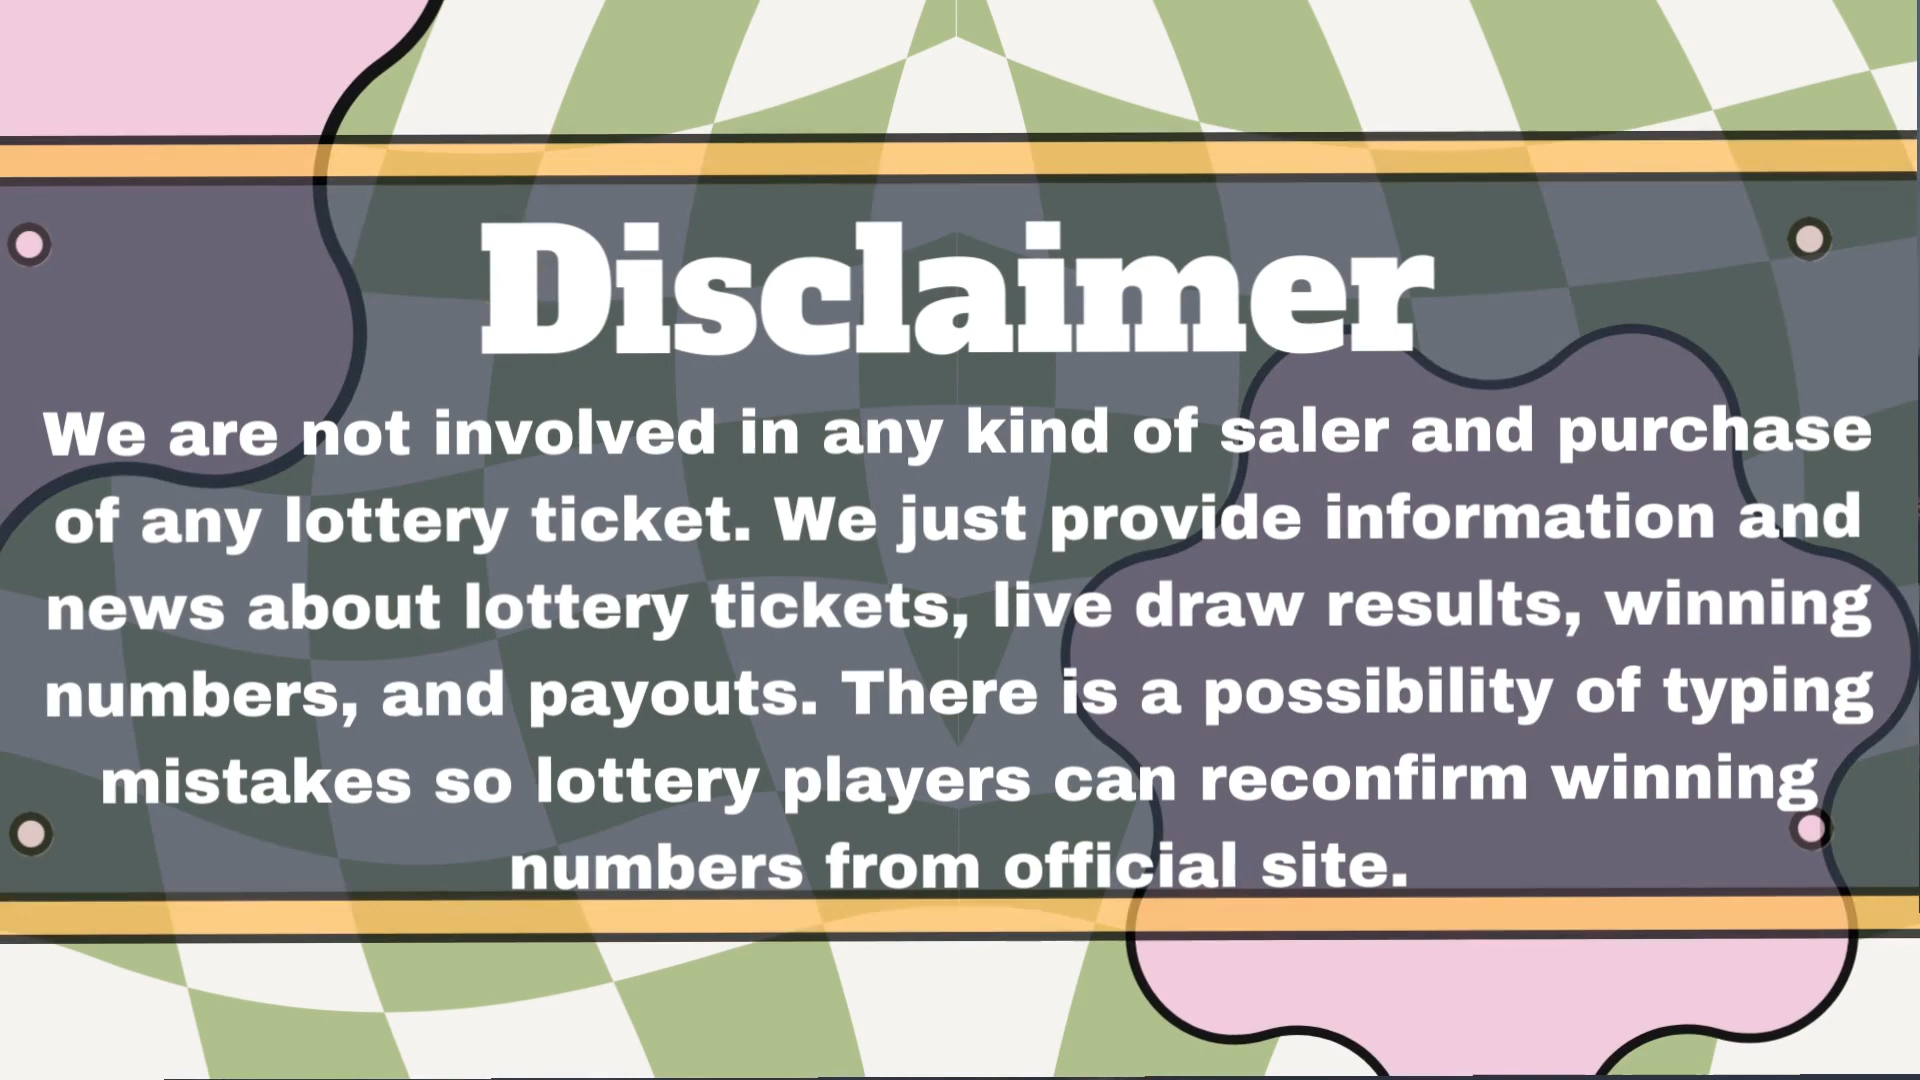 Disclaimer
We are not involved in any kind of saler and purchase
of any lottery ticket. We just provide information and
news about lottery tickets, live draw results, winning
numbers, and payouts. There is a possibility of typing
mistakes so lottery players can reconfirm winning
numbers from official site.